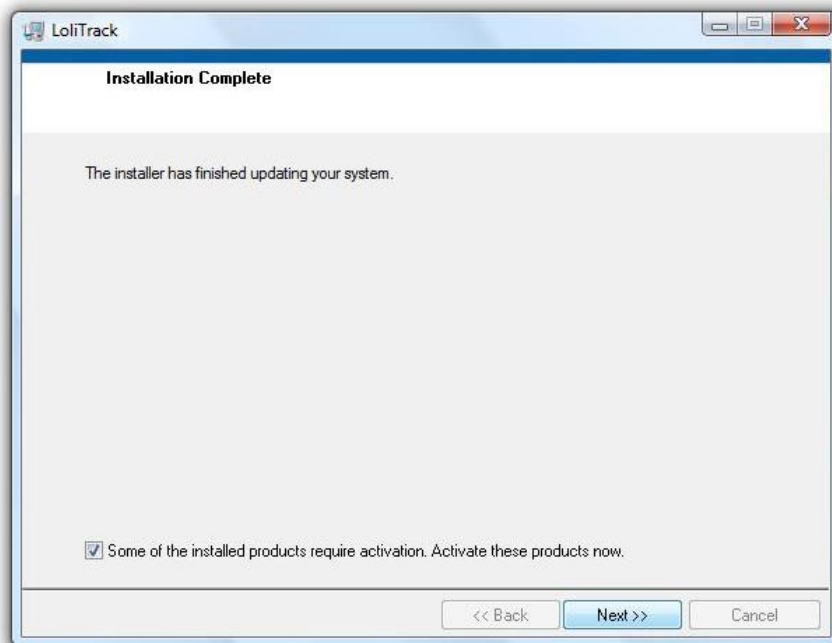 LoliTrack
Installation Complete
The installer has finished updating your system.
Some of the installed products require activation. Activate these products now.
<< Back Next >> Cancel